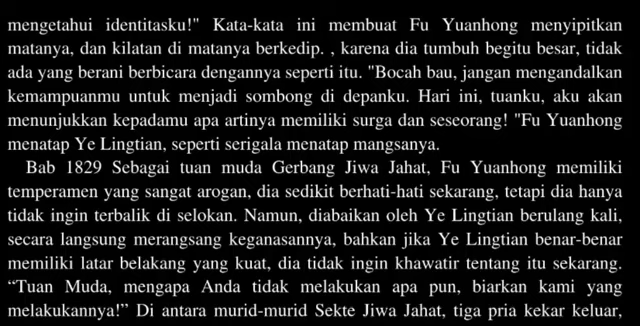 mengetahui identitasku!" Kata-kata ini membuat Fu Yuanhong menyipitkan
matanya, dan kilatan di matanya berkedip. , karena dia tumbuh begitu besar, tidak
ada yang berani berbicara dengannya seperti itu. "Bocah bau, jangan mengandalkan
kemampuanmu untuk menjadi sombong di depanku. Hari ini, tuanku, aku akan
menunjukkan kepadamu apa artinya memiliki surga dan seseorang! "Fu Yuanhong
menatap Ye Lingtian, seperti serigala menatap mangsanya.
Bab 1829 Sebagai tuan muda Gerbang Jiwa Jahat, Fu Yuanhong memiliki
temperamen yang sangat arogan, dia sedikit berhati-hati sekarang, tetapi dia hanya
tidak ingin terbalik di selokan. Namun, diabaikan oleh Ye Lingtian berulang kali,
secara langsung merangsang keganasannya, bahkan jika Ye Lingtian benar-benar
memiliki latar belakang yang kuat, dia tidak ingin khawatir tentang itu sekarang.
“Tuan Muda, mengapa Anda tidak melakukan apa pun, biarkan kami yang
melakukannya!” Di antara murid-murid Sekte Jiwa Jahat, tiga pria kekar keluar,